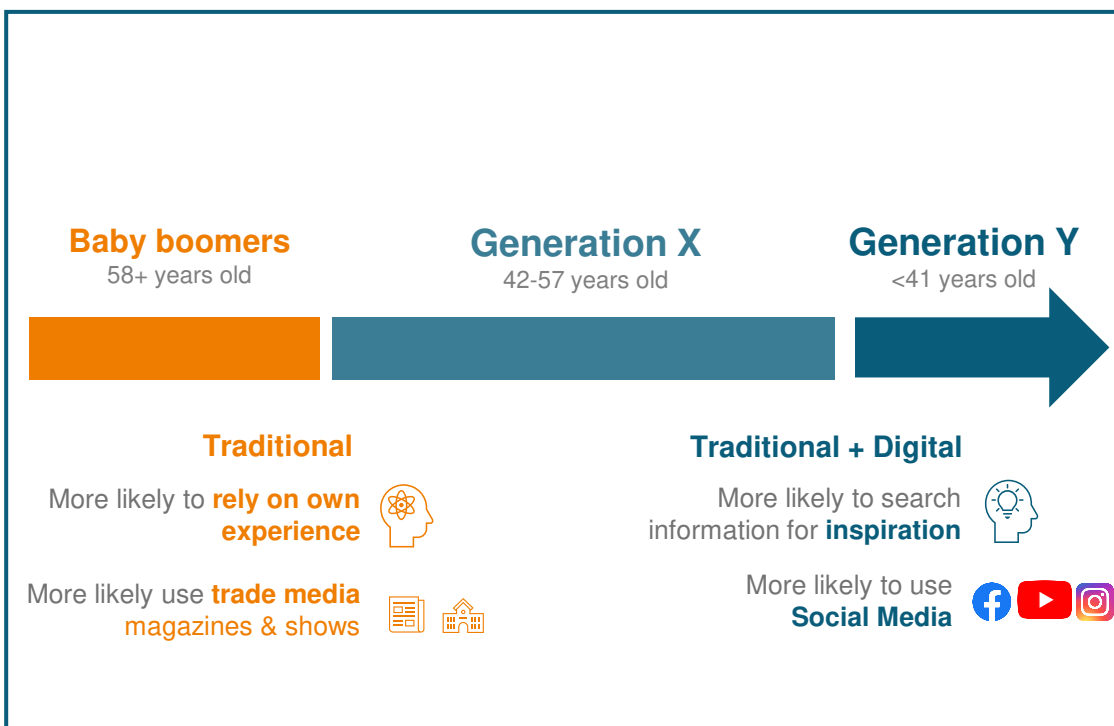 Baby boomers
58+ years old
Generation X
42-57 years old
Generation Y
<41 years old
Traditional
More likely to rely on own
experience
More likely use trade media
magazines & shows
Traditional + Digital
More likely to search
information for inspiration
More likely to use
Social Media